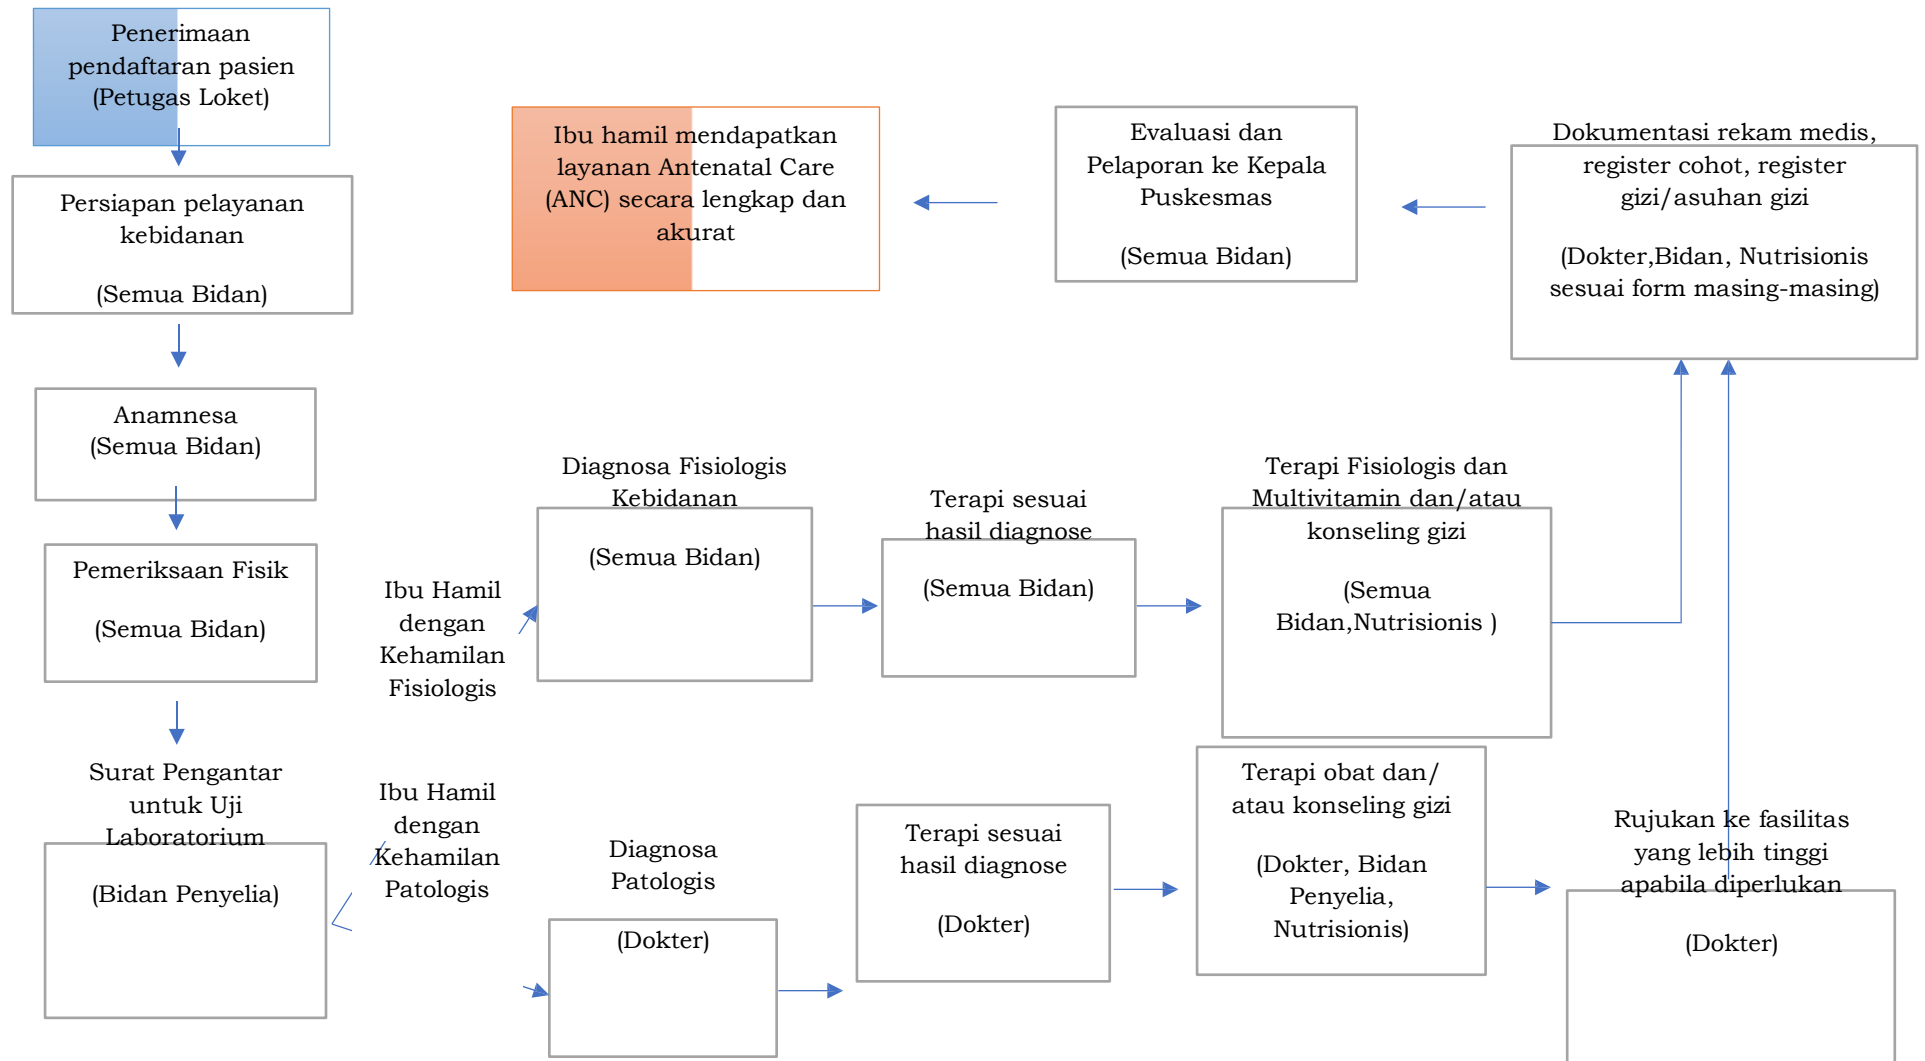 Penerimaan
pendaftaran pasien
(Petugas Loket)
Persiapan pelayanan
kebidanan
(Semua Bidan)
Anamnesa
(Semua Bidan)
Pemeriksaan Fisik
(Semua Bidan)
Surat Pengantar
untuk Uji
Laboratorium
(Bidan Penyelia)
Ibu Hamil
dengan
Kehamilan
Fisiologis
Diagnosa Fisiologis
Kebidanan
(Semua Bidan)
Terapi sesuai
hasil diagnose
(Semua Bidan)
Terapi Fisiologis dan
Multivitamin dan/atau
konseling gizi
(Semua
Bidan,Nutrisionis )
Ibu Hamil
dengan
Kehamilan
Patologis
Diagnosa
Patologis
(Dokter)
Terapi sesuai
hasil diagnose
(Dokter)
Terapi obat dan/
atau konseling gizi
(Dokter, Bidan
Penyelia,
Nutrisionis)
Rujukan ke fasilitas
yang lebih tinggi
apabila diperlukan
(Dokter)
Dokumentasi rekam medis,
register cohot, register
gizi/asuhan gizi
(Dokter,Bidan, Nutrisionis
sesuai form masing-masing)
Evaluasi dan
Pelaporan ke Kepala
Puskesmas
(Semua Bidan)
Ibu hamil mendapatkan
layanan Antenatal Care
(ANC) secara lengkap dan
akurat